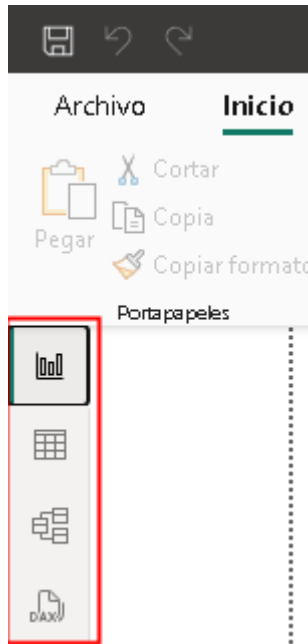 Archivo Inicio
Cortar
Copia
Pegar
Copiar formato
Portapapeles
DAX